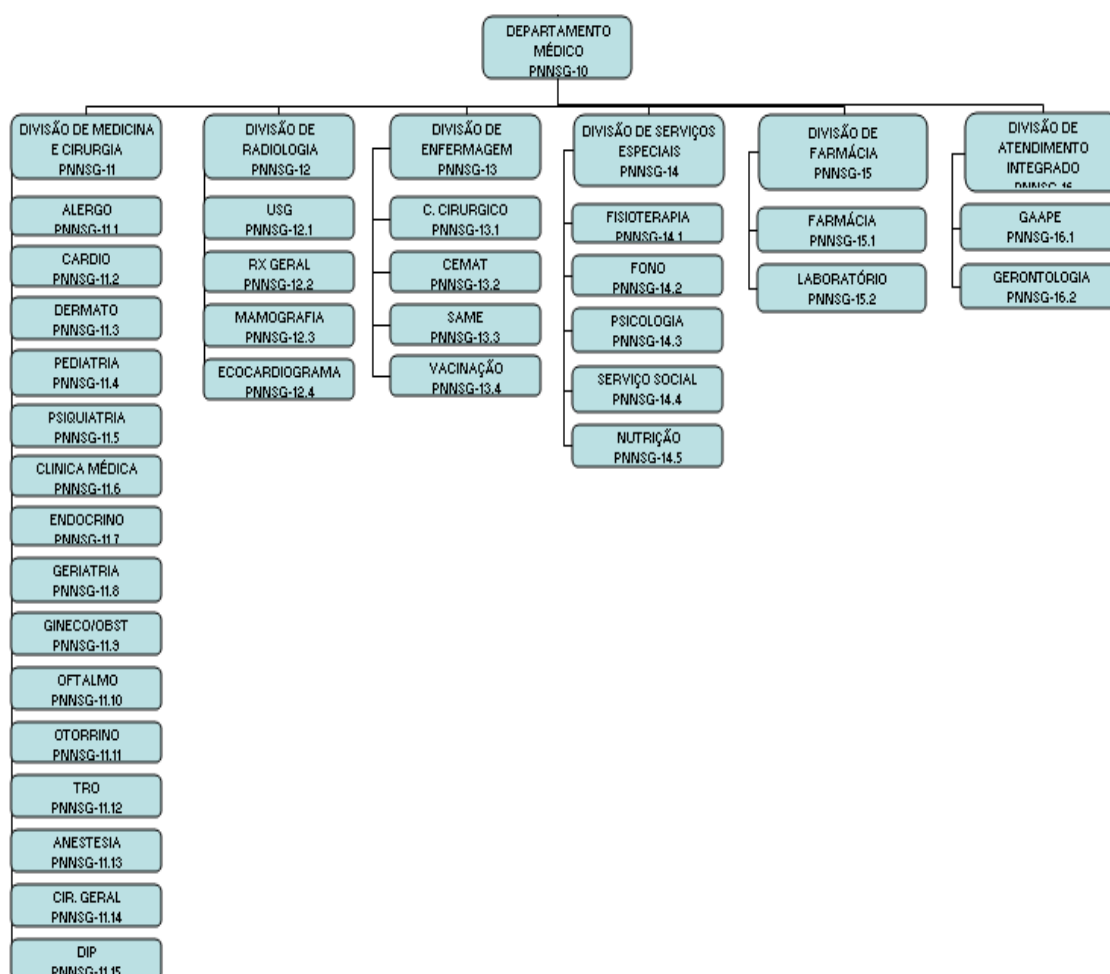 DEPARTAMENTO
MÉDICO
PNNSG-10
DIVISÃO DE MEDICINA
E CIRURGIA
PNNSG-11
ALERGO
PNNSG-11.1
CARDIO
PNNSG-11.2
DERMATO
PNNSG-11.3
PEDIATRIA
PNNSG-11.4
PSIQUIATRIA
PNNSG-11.5
CLINICA MÉDICA
PNNSG-11.6
ENDOCRINO
PNNSG-11.7
GERIATRIA
PNNSG-11.8
GINECO/OBST
PNNSG-11.9
OFTALMO
PNNSG-11.10
OTORRINO
PNNSG-11.11
TRO
PNNSG-11.12
ANESTESIA
PNNSG-11.13
CIR. GERAL
PNNSG-11.14
DIP
PNNSG-11.15
DIVISÃO DE
RADIOLOGIA
PNNSG-12
USG
PNNSG-12.1
RX GERAL
PNNSG-12.2
MAMOGRAFIA
PNNSG-12.3
ECOCARDIOGRAMA
PNNSG-12.4
DIVISÃO DE
ENFERMAGEM
PNNSG-13
C. CIRURGICO
PNNSG-13.1
CEMAT
PNNSG-13.2
SAME
PNNSG-13.3
VACINAÇÃO
PNNSG-13.4
DIVISÃO DE SERVIÇOS
ESPECIAIS
PNNSG-14
FISIOTERAPIA
PNNSG-14.1
FONO
PNNSG-14.2
PSICOLOGIA
PNNSG-14.3
SERVIÇO SOCIAL
PNNSG-14.4
NUTRIÇÃO
PNNSG-14.5
DIVISÃO DE
FARMÁCIA
PNNSG-15
FARMÁCIA
PNNSG-15.1
LABORATÓRIO
PNNSG-15.2
DIVISÃO DE
ATENDIMENTO
INTEGRADO
PNNSG-16
GAAPE
PNNSG-16.1
GERONTOLOGIA
PNNSG-16.2